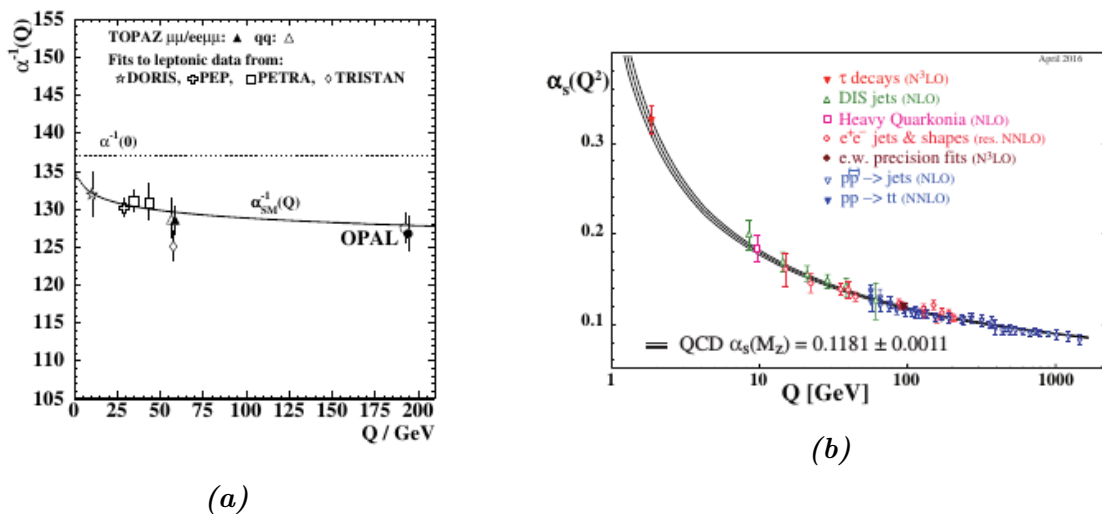 α⁻¹(Q)
155
150
145
140
135
130
125
120
115
110
105
TOPAZ μμ/eeμμ: ▲ qq: △
Fits to leptonic data from:
☆DORIS, ✚PEP, □PETRA, ◇TRISTAN
α⁻¹(0)
α⁻¹SM(Q)
OPAL
0 25 50 75 100 125 150 175 200
Q / GeV
(a)
April 2016
αs(Q²)
τ decays (N³LO)
DIS jets (NLO)
Heavy Quarkonia (NLO)
e⁺e⁻ jets & shapes (res. NNLO)
e.w. precision fits (N³LO)
pp̄ –> jets (NLO)
pp –> tt (NNLO)
0.3
0.2
0.1
QCD αs(Mz) = 0.1181 ± 0.0011
1 10 100 1000
Q [GeV]
(b)